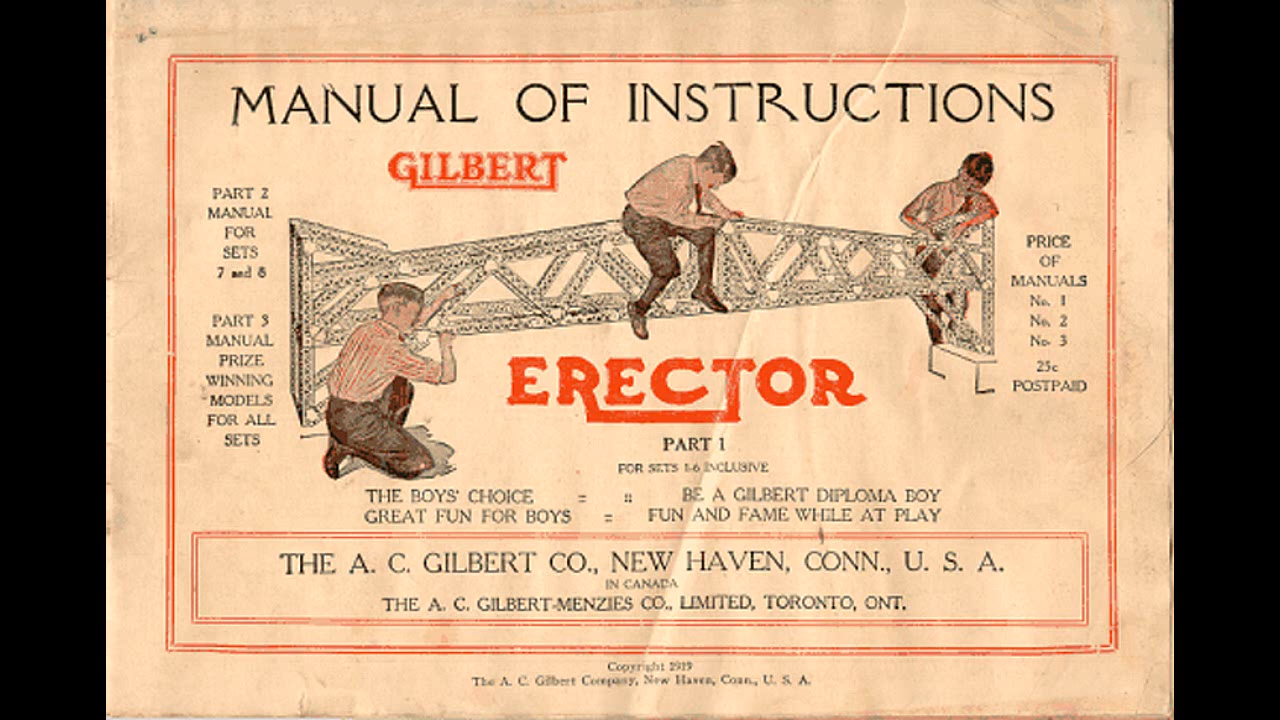 MANUAL OF INSTRUCTIONS
GILBERT
PART 2
MANUAL
FOR
SETS
7 and 8
PART 3
MANUAL
PRIZE
WINNING
MODELS
FOR ALL
SETS
PRICE
OF
MANUALS
No. 1
No. 2
No. 3
25c
POSTPAID
ERECTOR
PART 1
FOR SETS 1-6 INCLUSIVE
THE BOYS' CHOICE = :: BE A GILBERT DIPLOMA BOY
GREAT FUN FOR BOYS = FUN AND FAME WHILE AT PLAY
THE A. C. GILBERT CO., NEW HAVEN, CONN., U. S. A.
IN CANADA
THE A. C. GILBERT-MENZIES CO., LIMITED, TORONTO, ONT.
Copyright 1919
The A. C. Gilbert Company, New Haven, Conn., U. S. A.